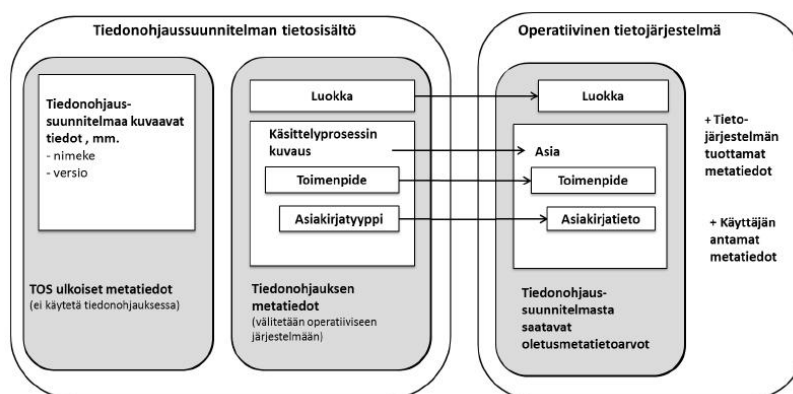 Tiedonohjaussuunnitelman tietosisältö
Tiedonohjaus-
suunnitelmaa kuvaavat
tiedot , mm.
- nimeke
- versio
TOS ulkoiset metatiedot
(ei käytetä tiedonohjauksessa)
Luokka
Käsittelyprosessin
kuvaus
Toimenpide
Asiakirjatyyppi
Tiedonohjauksen
metatiedot
(välitetään operatiiviseen
järjestelmään)
Operatiivinen tietojärjestelmä
Luokka
Asia
Toimenpide
Asiakirjatieto
Tiedonohjaus-
suunnitelmasta
saatavat
oletusmetatietoarvot
+ Tieto-
järjestelmän
tuottamat
metatiedot
+ Käyttäjän
antamat
metatiedot